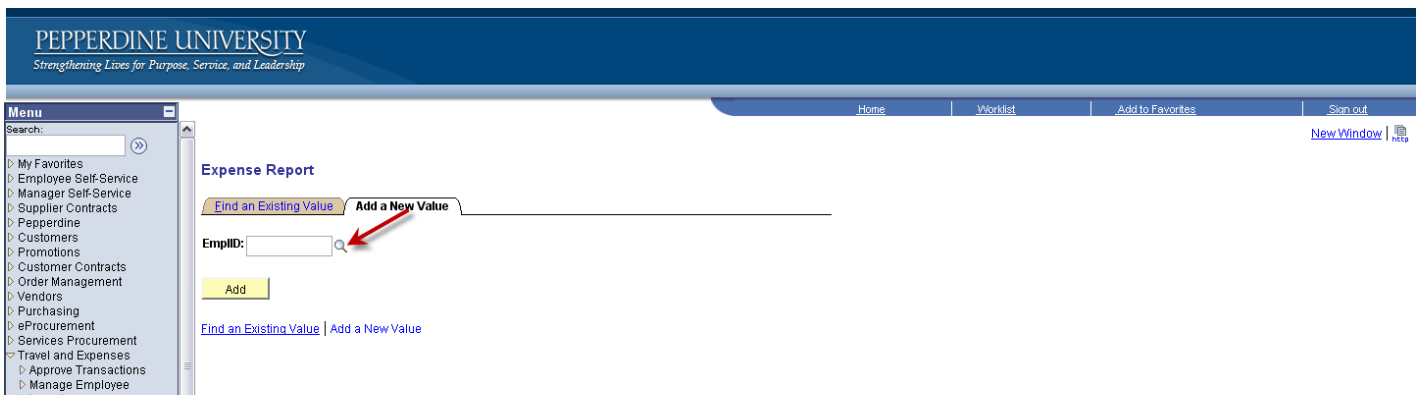 PEPPERDINE UNIVERSITY
Strengthening Lives for Purpose, Service, and Leadership
Home Worklist Add to Favorites Sign out
New Window | http
Menu
Search:
My Favorites
Employee Self-Service
Manager Self-Service
Supplier Contracts
Pepperdine
Customers
Promotions
Customer Contracts
Order Management
Vendors
Purchasing
eProcurement
Services Procurement
Travel and Expenses
Approve Transactions
Manage Employee
Expense Report
Find an Existing Value Add a New Value
EmplID:
Add
Find an Existing Value | Add a New Value